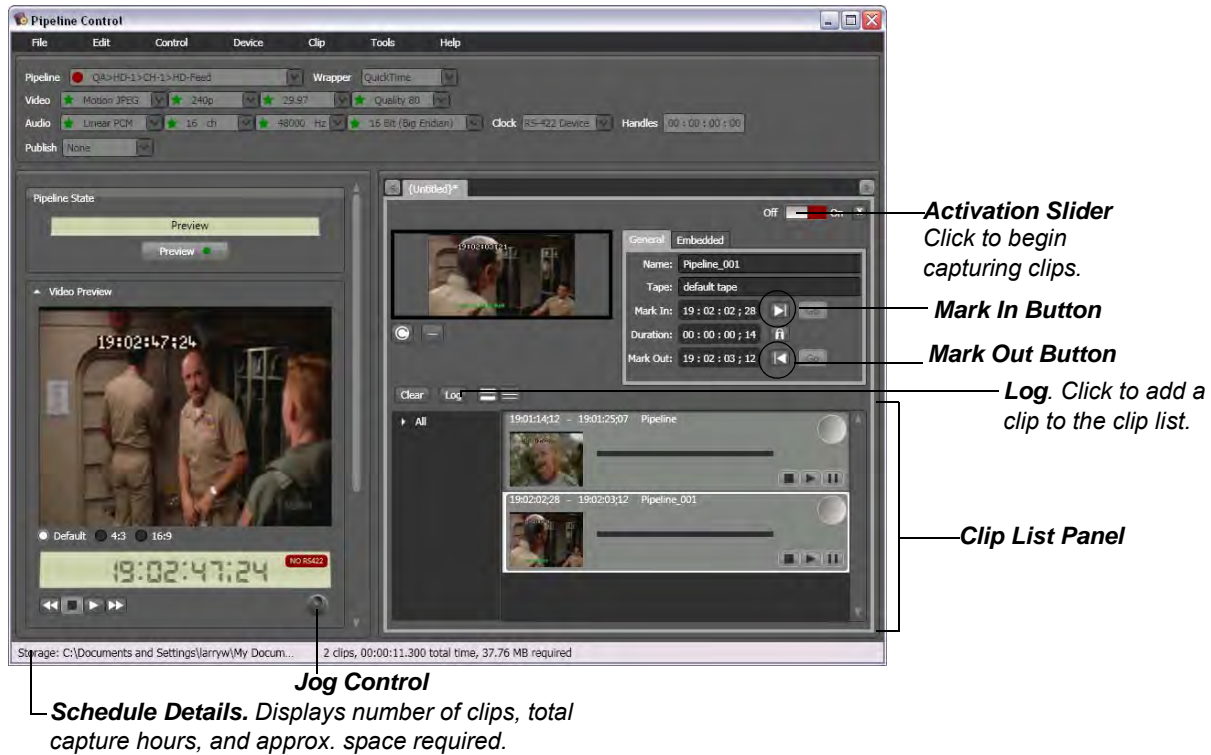 Pipeline Control
File Edit Control Device Clip Tools Help
Pipeline QA>HD-1>CH-1>HD-Feed Wrapper QuickTime
Video Motion JPEG 240p 29.97 Quality 80
Audio Linear PCM 16 ch 48000 Hz 16 Bit (Big Endian) Clock RS-422 Device Handles 00 : 00 : 00 : 00
Publish None
Pipeline State
Preview
Preview
Video Preview
19:02:47:24
Default 4:3 16:9
19:02:47:24 NO RS422
{Untitled}*
Off On
19:02:03:21
General Embedded
Name: Pipeline_001
Tape: default tape
Mark In: 19 : 02 : 02 ; 28 Go
Duration: 00 : 00 : 00 ; 14
Mark Out: 19 : 02 : 03 ; 12 Go
Clear Log
All
19:01:14;12 - 19:01:25;07 Pipeline
19:02:02;28 - 19:02:03;12 Pipeline_001
Storage: C:\Documents and Settings\larryw\My Docum... 2 clips, 00:00:11.300 total time, 37.76 MB required
Activation Slider
Click to begin
capturing clips.
Mark In Button
Mark Out Button
Log. Click to add a
clip to the clip list.
Clip List Panel
Jog Control
Schedule Details. Displays number of clips, total
capture hours, and approx. space required.